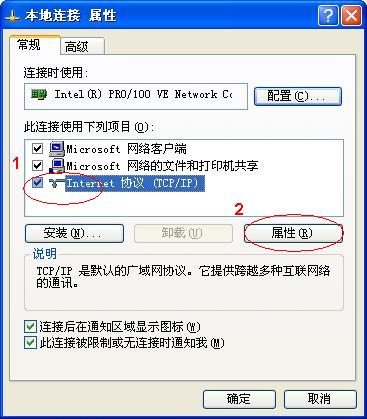 本地连接 属性
常规 高级
连接时使用:
Intel(R) PRO/100 VE Network Co
配置(C)...
此连接使用下列项目(O):
1
Microsoft 网络客户端
Microsoft 网络的文件和打印机共享
Internet 协议 (TCP/IP)
2
安装(N)... 卸载(U) 属性(R)
说明
TCP/IP 是默认的广域网协议。它提供跨越多种互联网络
的通讯。
连接后在通知区域显示图标(W)
此连接被限制或无连接时通知我(M)
确定 取消